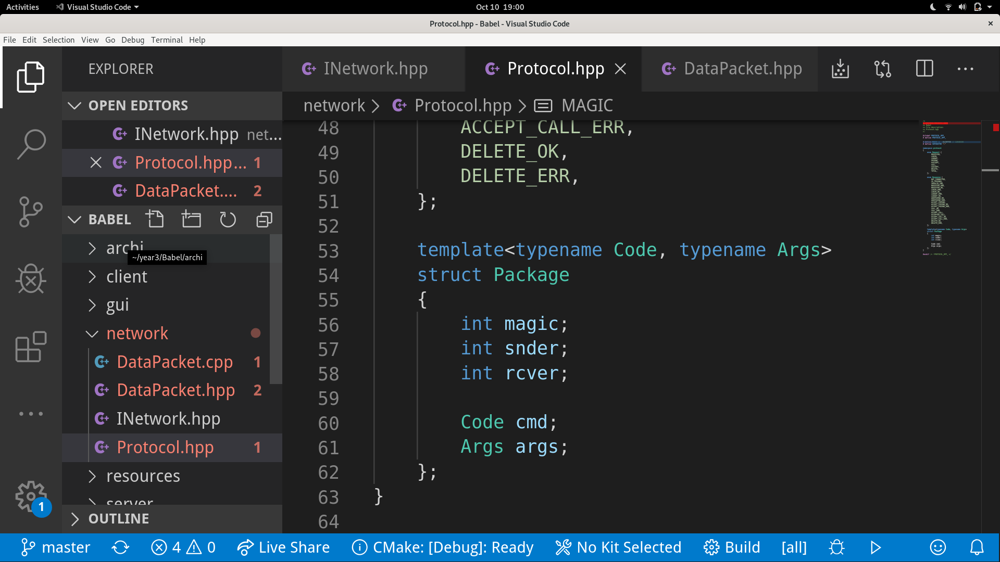 Activities Visual Studio Code Oct 10 19:00
Protocol.hpp - Babel - Visual Studio Code
File Edit Selection View Go Debug Terminal Help
EXPLORER
OPEN EDITORS
INetwork.hpp net...
Protocol.hpp... 1
DataPacket.... 2
BABEL
archi
~/year3/Babel/archi
client
gui
network
DataPacket.cpp 1
DataPacket.hpp 2
INetwork.hpp
Protocol.hpp 1
resources
server
OUTLINE
1
INetwork.hpp Protocol.hpp DataPacket.hpp
network Protocol.hpp MAGIC
48 ACCEPT_CALL_ERR,
49 DELETE_OK,
50 DELETE_ERR,
51 };
52
53 template<typename Code, typename Args>
54 struct Package
55 {
56 int magic;
57 int snder;
58 int rcver;
59
60 Code cmd;
61 Args args;
62 };
63 }
64
master 4 0 Live Share CMake: [Debug]: Ready No Kit Selected Build [all]